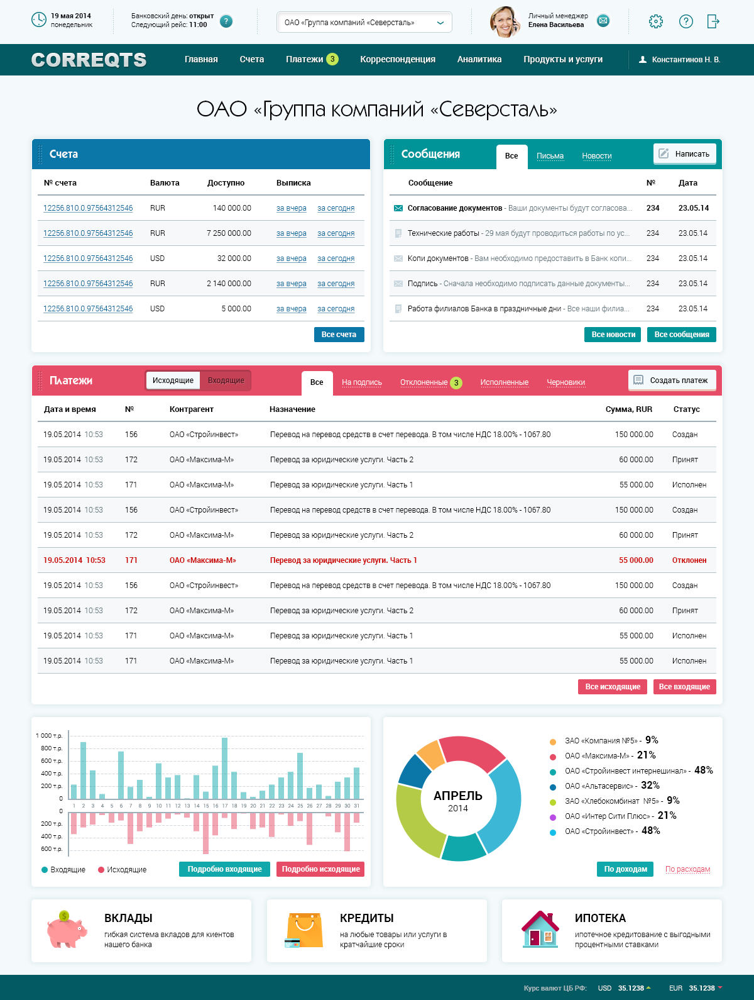 19 мая 2014
понедельник
Банковский день: открыт
Следующий рейс: 11:00
?
ОАО «Группа компаний «Северсталь»
Личный менеджер
Елена Васильева
?
CORREQTS
Главная Счета Платежи 3 Корреспонденция Аналитика Продукты и услуги Константинов Н. В.
ОАО «Группа компаний «Северсталь»
Счета
№ счета Валюта Доступно Выписка
12256.810.0.97564312546 RUR 140 000.00 за вчера за сегодня
12256.810.0.97564312546 RUR 7 250 000.00 за вчера за сегодня
12256.810.0.97564312546 USD 32 000.00 за вчера за сегодня
12256.810.0.97564312546 RUR 2 140 000.00 за вчера за сегодня
12256.810.0.97564312546 USD 5 000.00 за вчера за сегодня
Все счета
Сообщения Все Письма Новости Написать
Сообщение № Дата
Согласование документов - Ваши документы будут согласова... 234 23.05.14
Технические работы - 29 мая будут проводиться работы по ус... 234 23.05.14
Копи документов - Вам необходимо предоставить в Банк копи... 234 23.05.14
Подпись - Сначала необходимо подписать данные документы... 234 23.05.14
Работа филиалов Банка в праздничные дни - Все наши филиа... 234 23.05.14
Все новости Все сообщения
Платежи Исходящие Входящие Все На подпись Отклоненные 3 Исполненные Черновики Создать платеж
Дата и время № Контрагент Назначение Сумма, RUR Статус
19.05.2014 10:53 156 ОАО «Стройинвест» Перевод на перевод средств в счет перевода. В том числе НДС 18.00% - 1067.80 150 000.00 Создан
19.05.2014 10:53 172 ОАО «Максима-М» Перевод за юридические услуги. Часть 2 60 000.00 Принят
19.05.2014 10:53 171 ОАО «Максима-М» Перевод за юридические услуги. Часть 1 55 000.00 Исполнен
19.05.2014 10:53 156 ОАО «Стройинвест» Перевод на перевод средств в счет перевода. В том числе НДС 18.00% - 1067.80 150 000.00 Создан
19.05.2014 10:53 172 ОАО «Максима-М» Перевод за юридические услуги. Часть 2 60 000.00 Принят
19.05.2014 10:53 171 ОАО «Максима-М» Перевод за юридические услуги. Часть 1 55 000.00 Отклонен
19.05.2014 10:53 156 ОАО «Стройинвест» Перевод на перевод средств в счет перевода. В том числе НДС 18.00% - 1067.80 150 000.00 Создан
19.05.2014 10:53 172 ОАО «Максима-М» Перевод за юридические услуги. Часть 2 60 000.00 Принят
19.05.2014 10:53 171 ОАО «Максима-М» Перевод за юридические услуги. Часть 1 55 000.00 Исполнен
19.05.2014 10:53 171 ОАО «Максима-М» Перевод за юридические услуги. Часть 1 55 000.00 Исполнен
Все исходящие Все входящие
1 000 т.р.
800 т.р.
600 т.р.
400 т.р.
200 т.р.
0
1 2 3 4 5 6 7 8 9 10 11 12 13 14 15 16 17 18 19 20 21 22 23 24 25 26 27 28 29 30 31
0
200 т.р.
400 т.р.
600 т.р.
Входящие Исходящие Подробно входящие Подробно исходящие
АПРЕЛЬ
2014
ЗАО «Компания №5» - 9%
ОАО «Максима-М» - 21%
ОАО «Стройинвест интернешинал» - 48%
ОАО «Альтасервис» - 32%
ЗАО «Хлебокомбинат №5» - 9%
ОАО «Интер Сити Плюс» - 21%
ОАО «Стройинвест» - 48%
По доходам По расходам
$
ВКЛАДЫ
гибкая система вкладов для киентов
нашего банка
КРЕДИТЫ
на любые товары или услуги в
кратчайшие сроки
ИПОТЕКА
ипотечное кредитование с выгодными
процентными ставками
Курс валют ЦБ РФ: USD 35.1238 EUR 35.1238